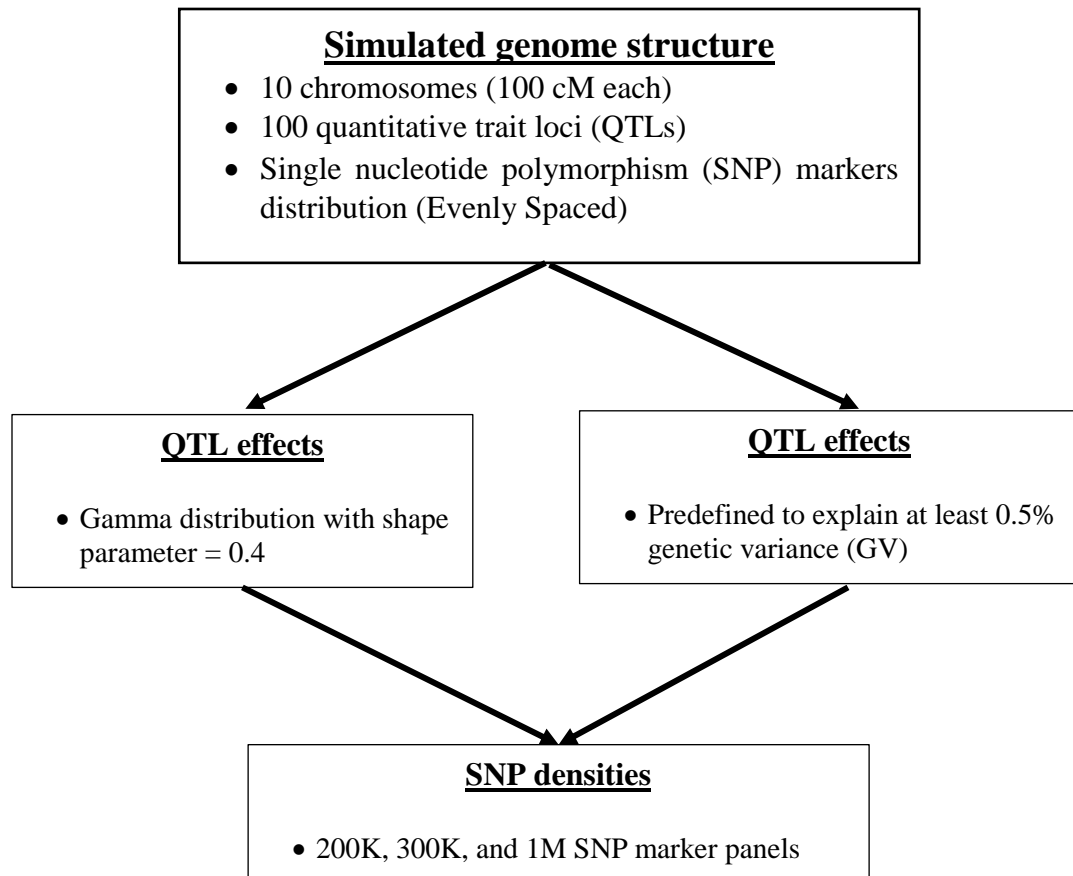 Simulated genome structure
• 10 chromosomes (100 cM each)
• 100 quantitative trait loci (QTLs)
• Single nucleotide polymorphism (SNP) markers
distribution (Evenly Spaced)
QTL effects
• Gamma distribution with shape
parameter = 0.4
QTL effects
• Predefined to explain at least 0.5%
genetic variance (GV)
SNP densities
• 200K, 300K, and 1M SNP marker panels